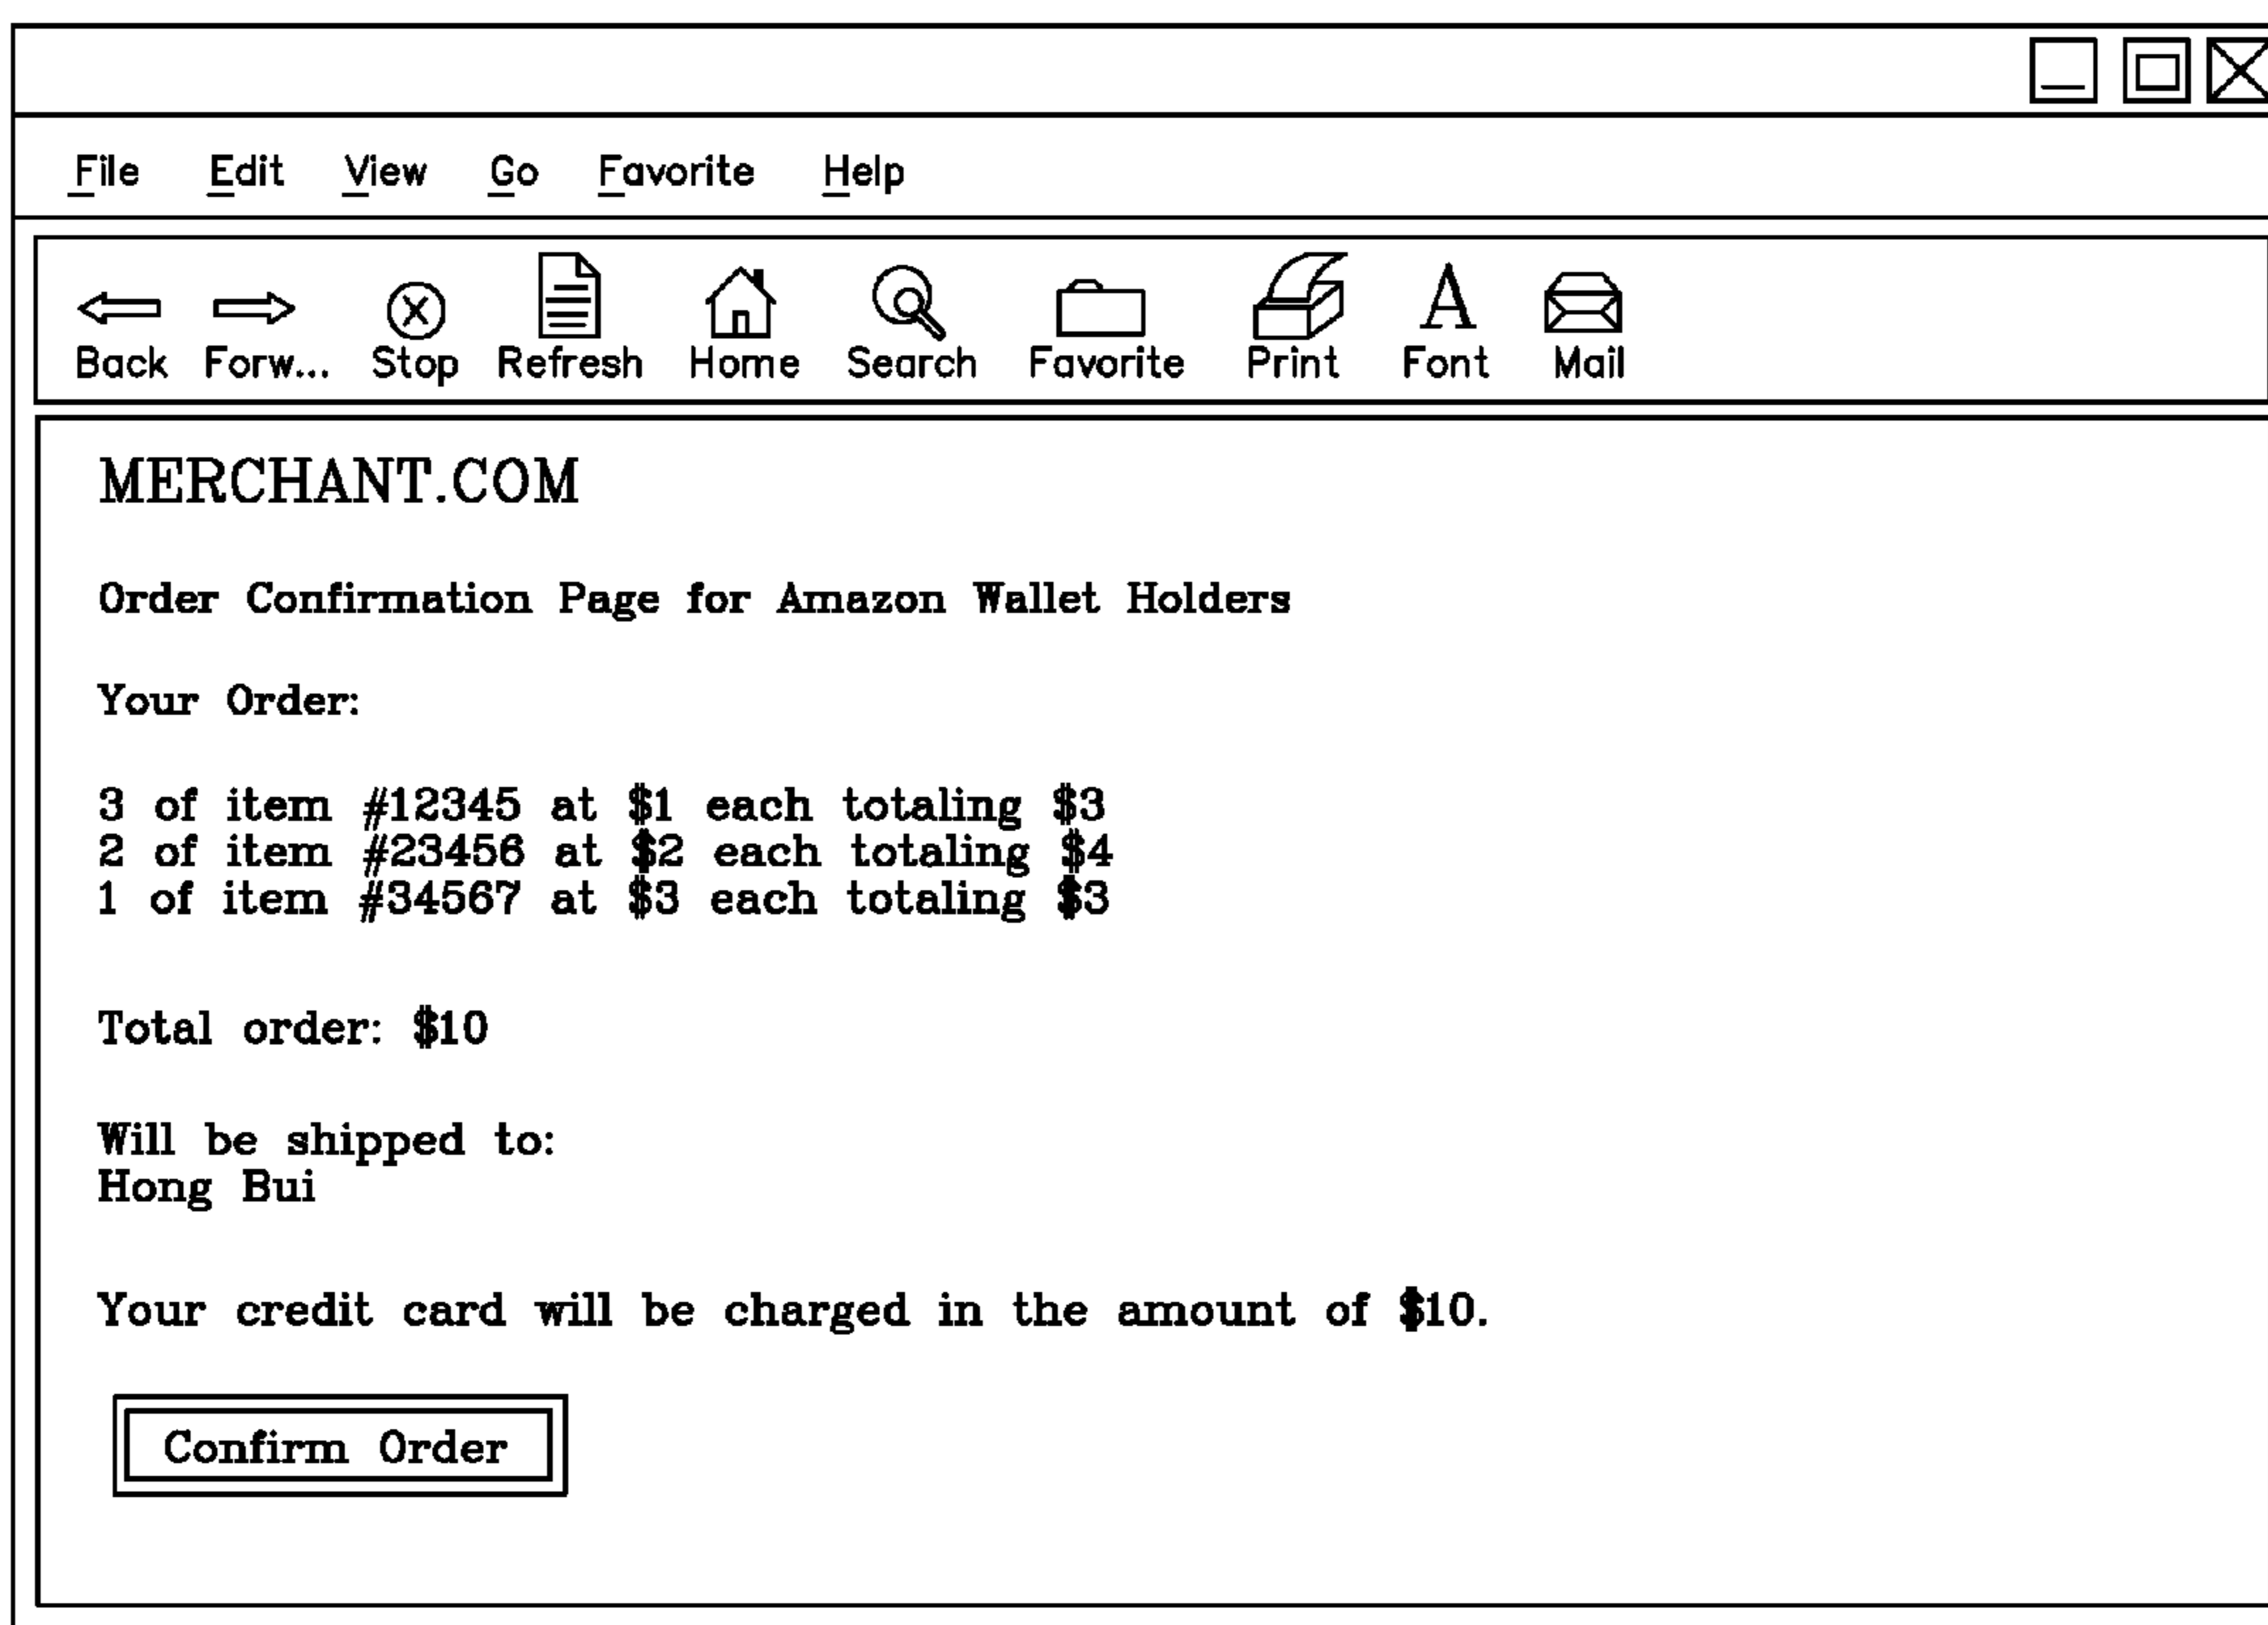 File Edit View Go Favorite Help
Back Forw... Stop Refresh Home Search Favorite Print Font Mail
MERCHANT.COM
Order Confirmation Page for Amazon Wallet Holders
Your Order:
3 of item #12345 at $1 each totaling $3
2 of item #23456 at $2 each totaling $4
1 of item #34567 at $3 each totaling $3
Total order: $10
Will be shipped to:
Hong Bui
Your credit card will be charged in the amount of $10.
Confirm Order